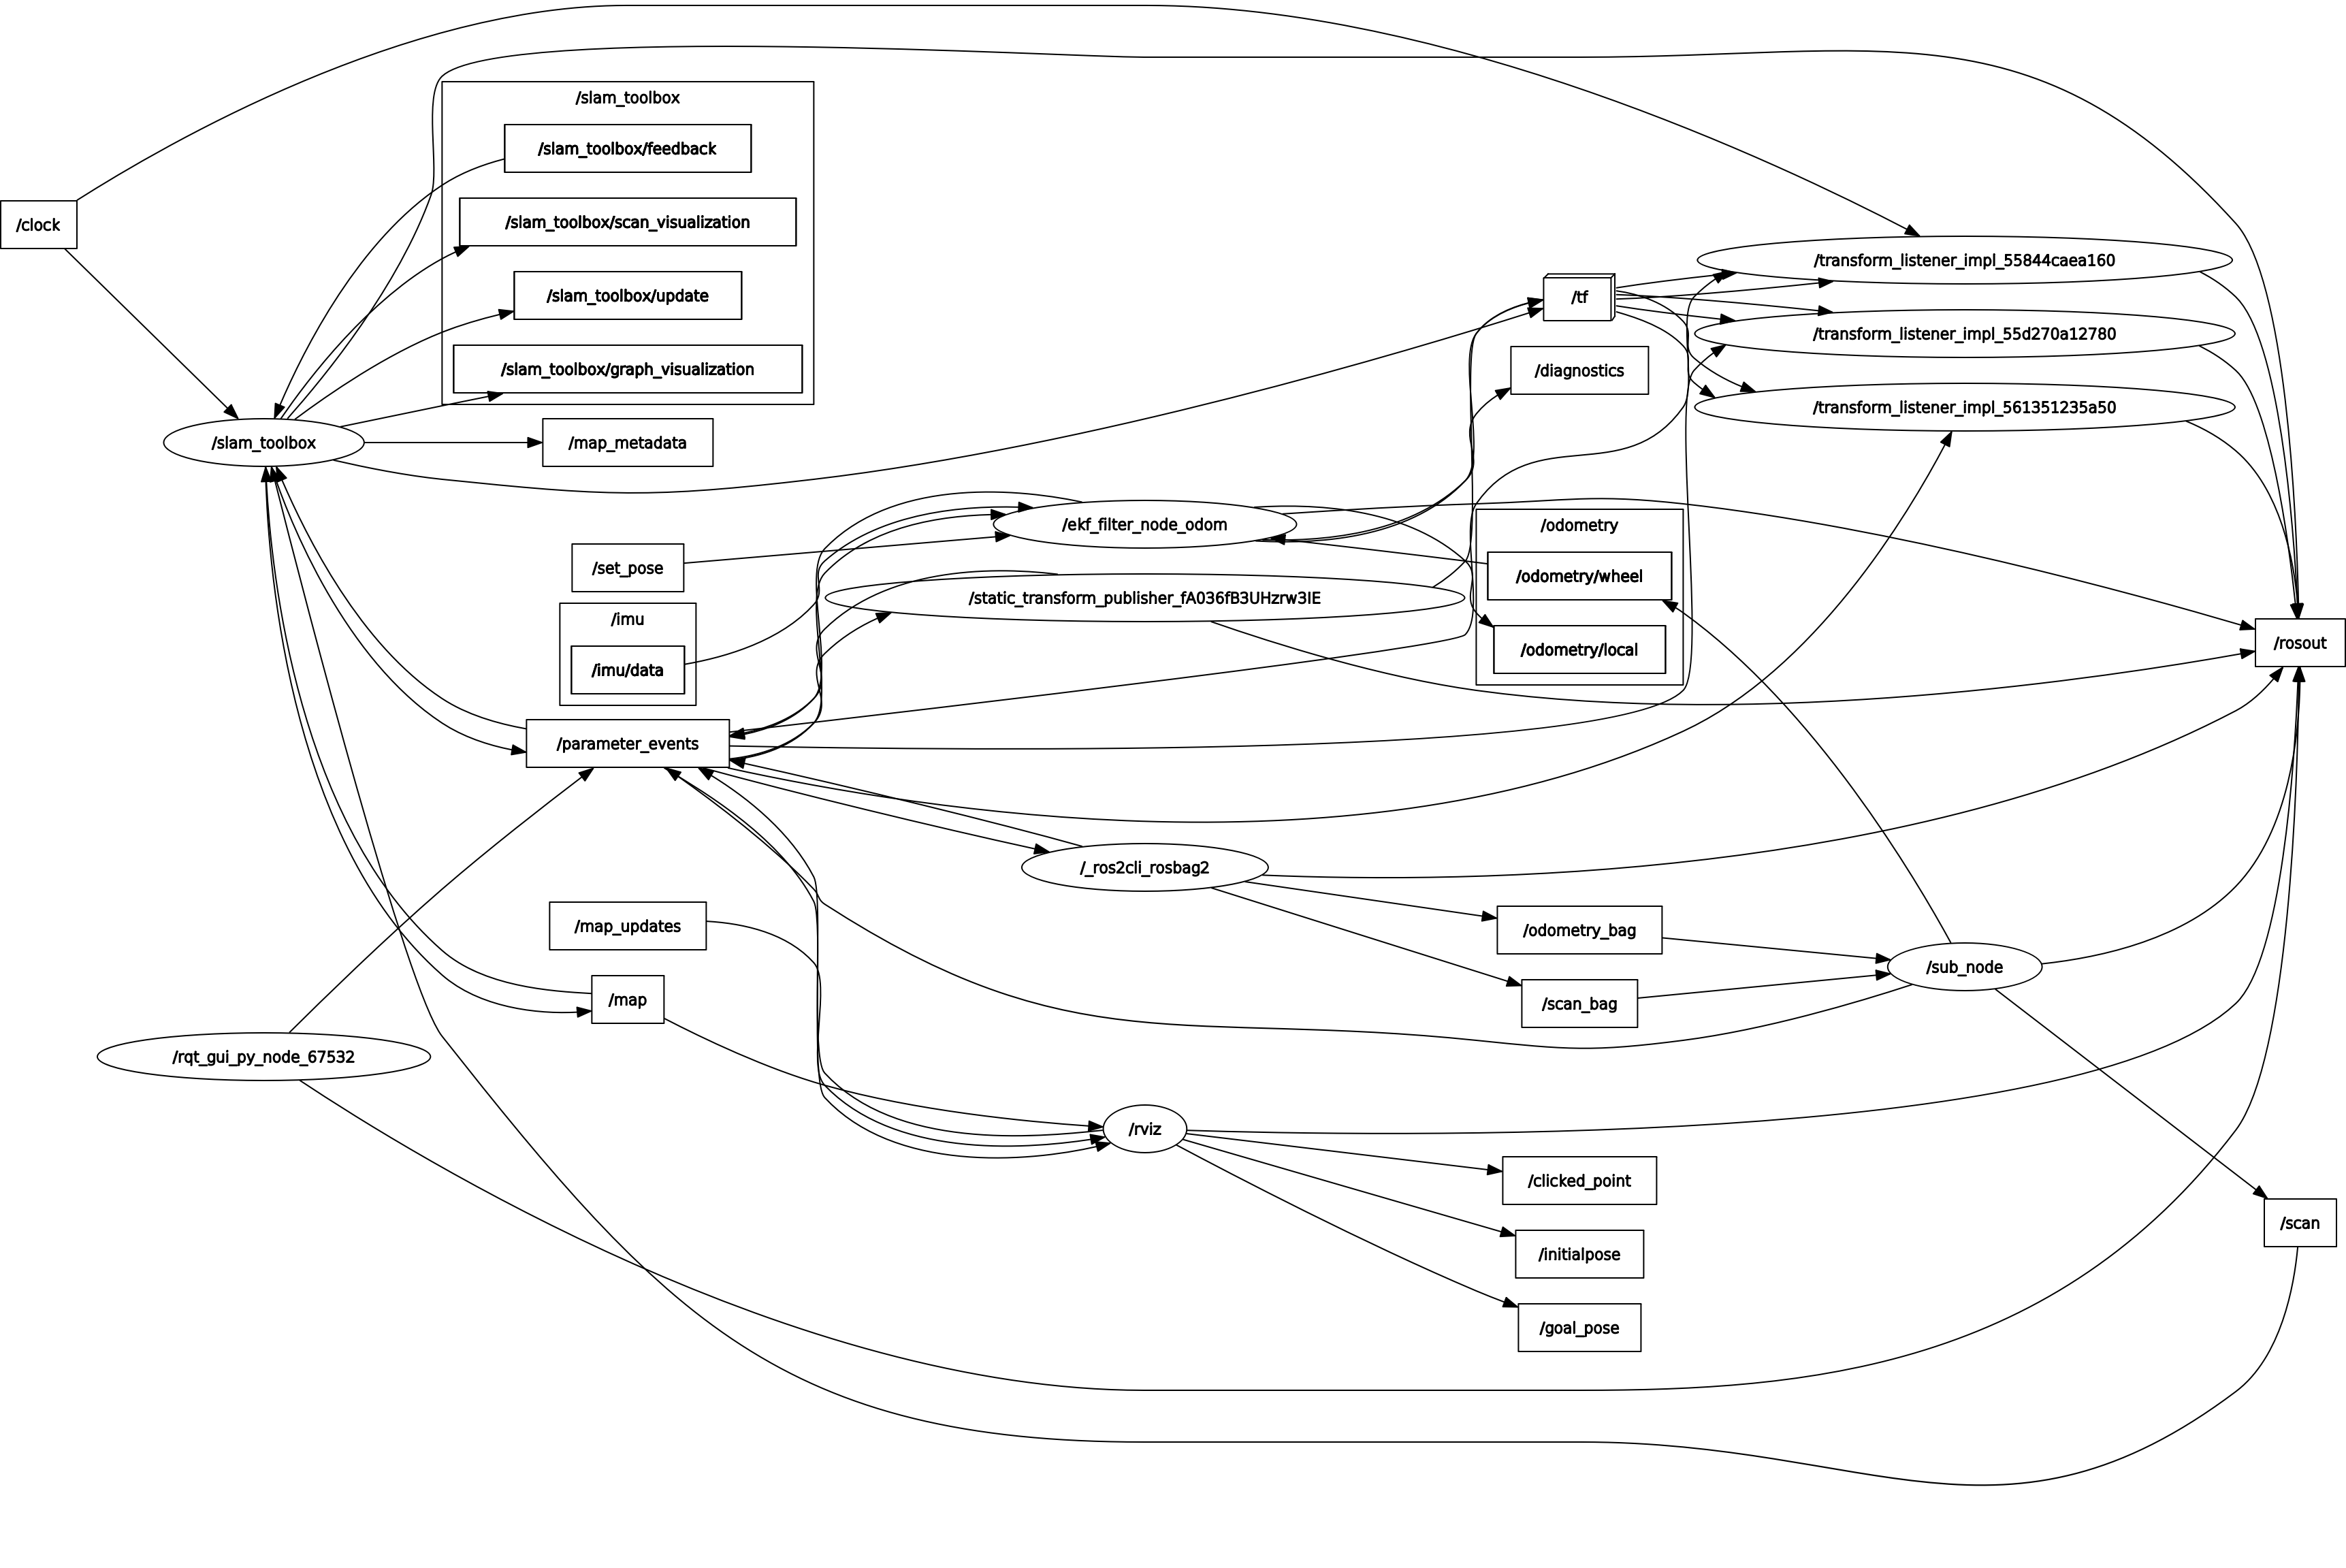 /clock
/slam_toolbox
/slam_toolbox/feedback
/slam_toolbox/scan_visualization
/slam_toolbox/update
/slam_toolbox/graph_visualization
/slam_toolbox
/map_metadata
/tf
/diagnostics
/transform_listener_impl_55844caea160
/transform_listener_impl_55d270a12780
/transform_listener_impl_561351235a50
/ekf_filter_node_odom
/set_pose
/static_transform_publisher_fA036fB3UHzrw3IE
/imu
/imu/data
/odometry
/odometry/wheel
/odometry/local
/rosout
/parameter_events
/_ros2cli_rosbag2
/map_updates
/map
/odometry_bag
/scan_bag
/sub_node
/rqt_gui_py_node_67532
/rviz
/clicked_point
/initialpose
/goal_pose
/scan